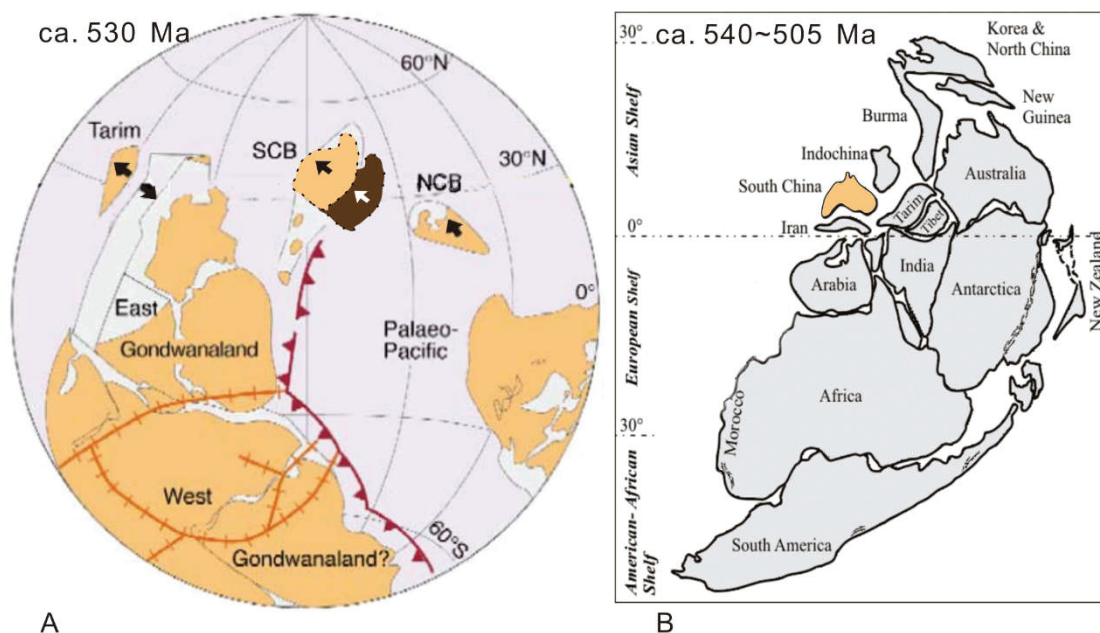 ca. 530 Ma
60°N
Tarim
SCB
30°N
NCB
East
Gondwanaland
0°
Palaeo-
Pacific
West
Gondwanaland?
60°S
A
ca. 540~505 Ma
30°
Korea &
North China
New
Guinea
Burma
Asian Shelf
Indochina
South China
Australia
Tarim
Tibet
Iran
0°
Arabia
India
Antarctica
New Zealand
European Shelf
Africa
Morocco
30°
American- African
Shelf
South America
B